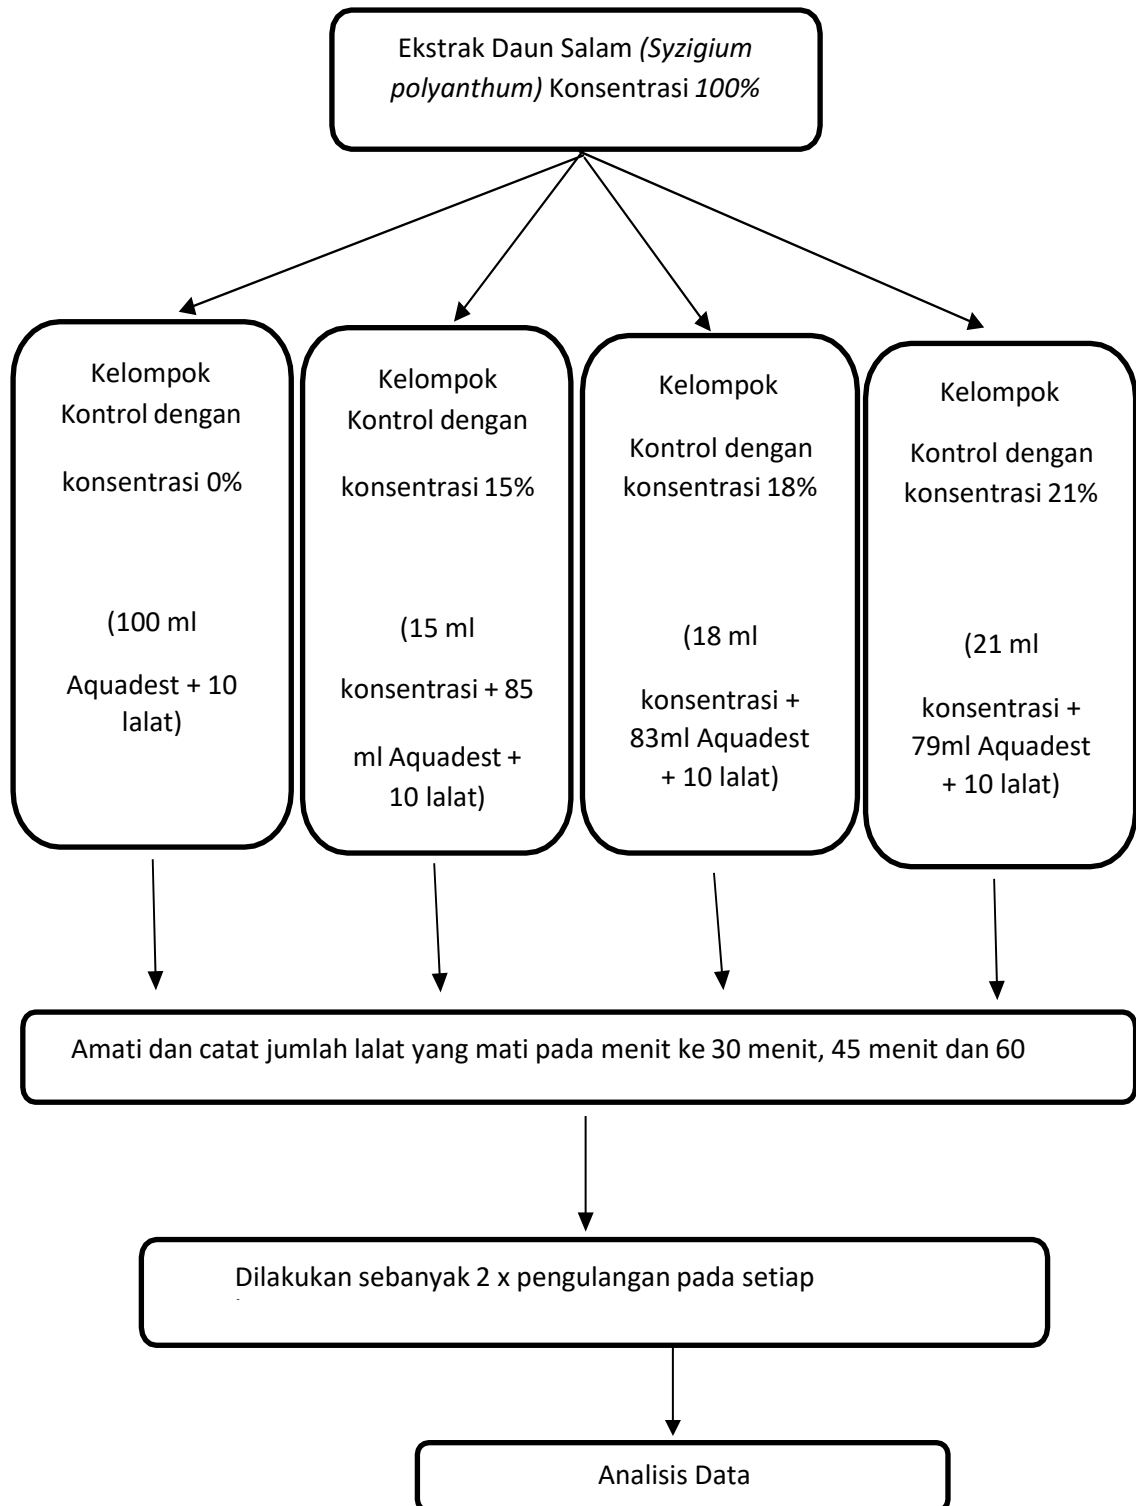 Ekstrak Daun Salam (Syzigium
polyanthum) Konsentrasi 100%
Kelompok
Kontrol dengan
konsentrasi 0%
(100 ml
Aquadest + 10
lalat)
Kelompok
Kontrol dengan
konsentrasi 15%
(15 ml
konsentrasi + 85
ml Aquadest +
10 lalat)
Kelompok
Kontrol dengan
konsentrasi 18%
(18 ml
konsentrasi +
83ml Aquadest
+ 10 lalat)
Kelompok
Kontrol dengan
konsentrasi 21%
(21 ml
konsentrasi +
79ml Aquadest
+ 10 lalat)
Amati dan catat jumlah lalat yang mati pada menit ke 30 menit, 45 menit dan 60
Dilakukan sebanyak 2 x pengulangan pada setiap
Analisis Data